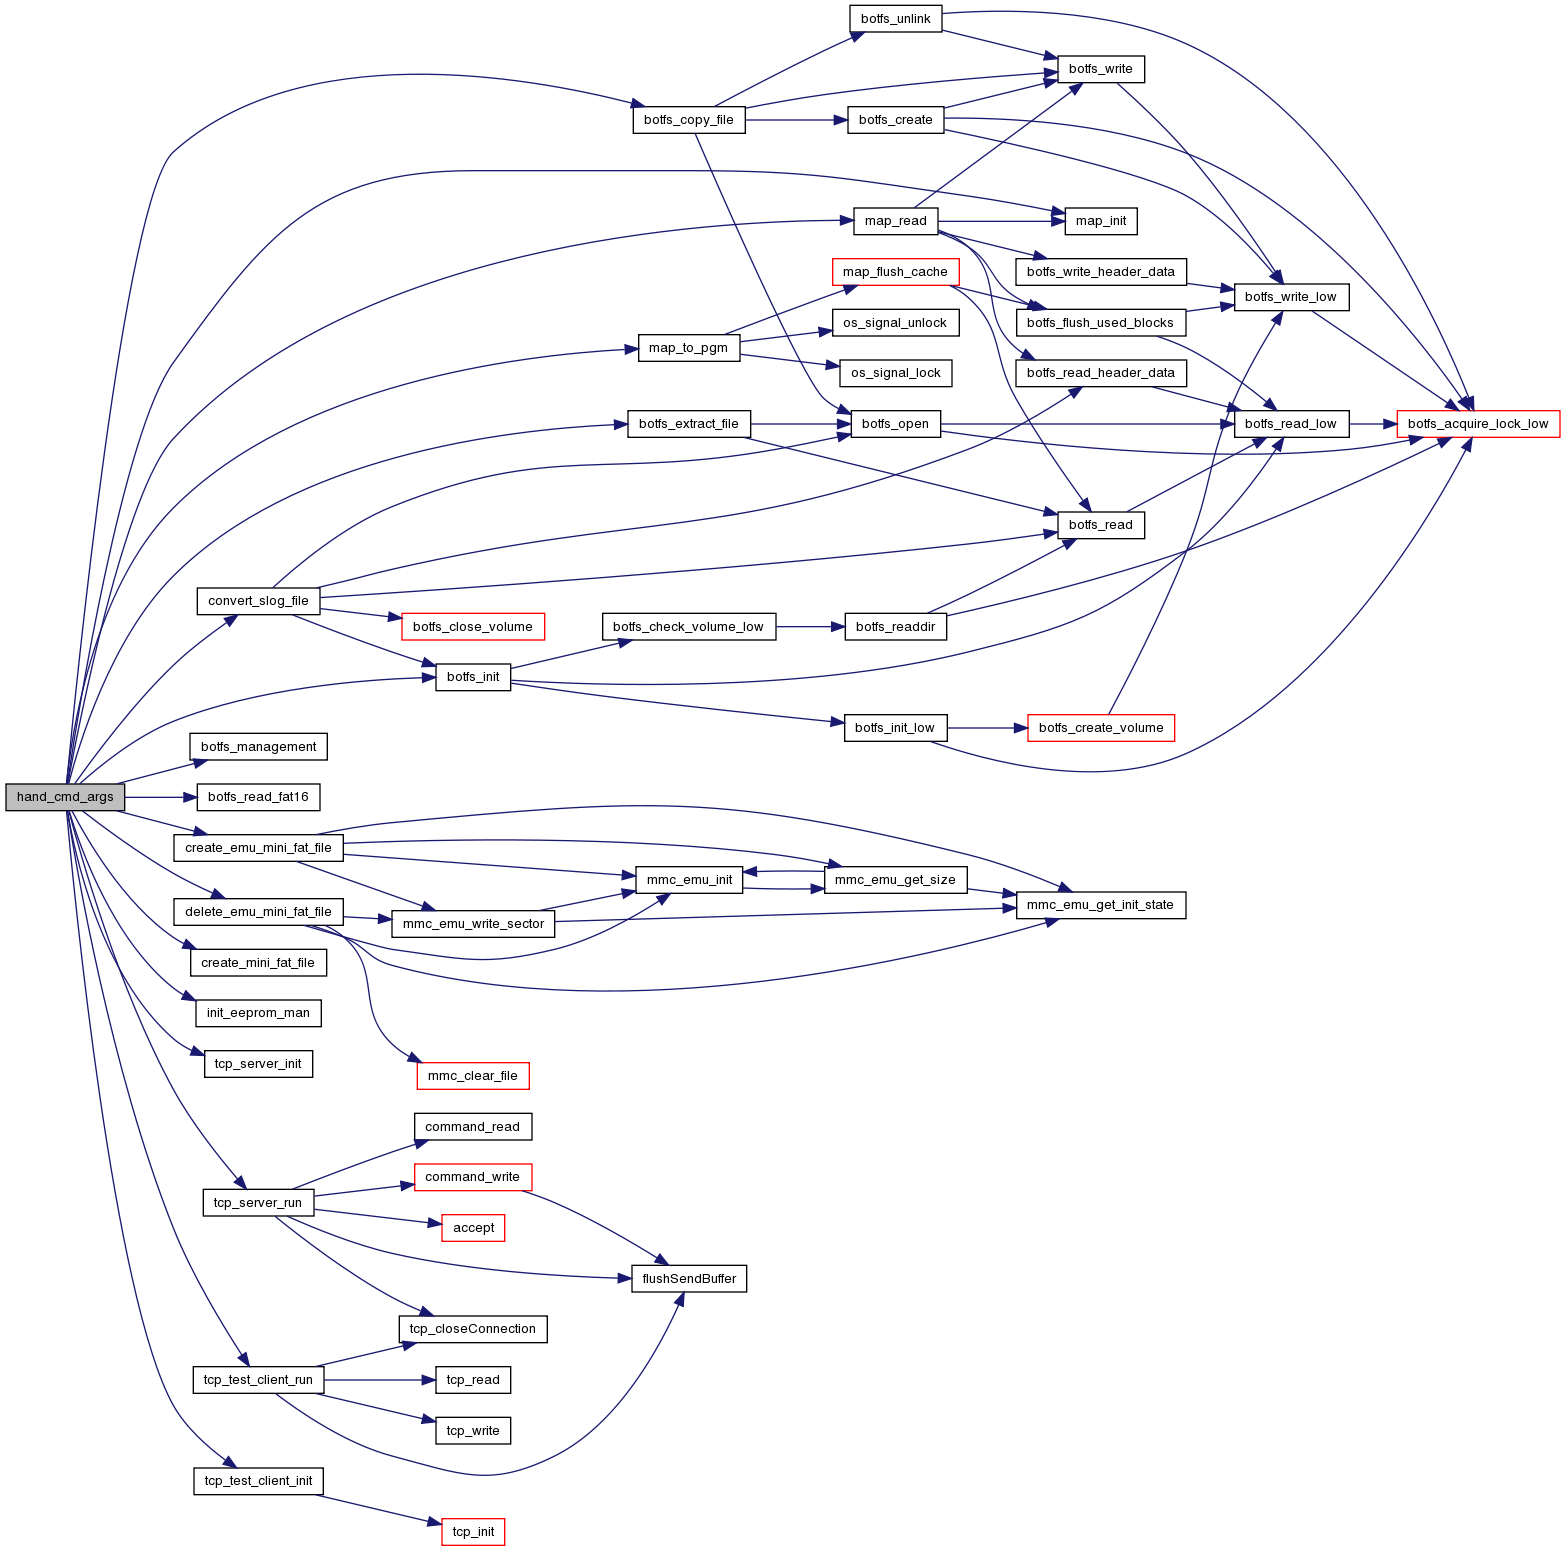 botfs_unlink
botfs_write
botfs_copy_file
botfs_create
map_read
map_init
map_flush_cache
botfs_write_header_data
botfs_write_low
os_signal_unlock
botfs_flush_used_blocks
map_to_pgm
os_signal_lock
botfs_read_header_data
botfs_extract_file
botfs_open
botfs_read_low
botfs_acquire_lock_low
botfs_read
convert_slog_file
botfs_close_volume
botfs_check_volume_low
botfs_readdir
botfs_init
botfs_init_low
botfs_create_volume
botfs_management
hand_cmd_args
botfs_read_fat16
create_emu_mini_fat_file
mmc_emu_init
mmc_emu_get_size
mmc_emu_get_init_state
delete_emu_mini_fat_file
mmc_emu_write_sector
create_mini_fat_file
init_eeprom_man
tcp_server_init
mmc_clear_file
command_read
command_write
tcp_server_run
accept
flushSendBuffer
tcp_closeConnection
tcp_test_client_run
tcp_read
tcp_write
tcp_test_client_init
tcp_init